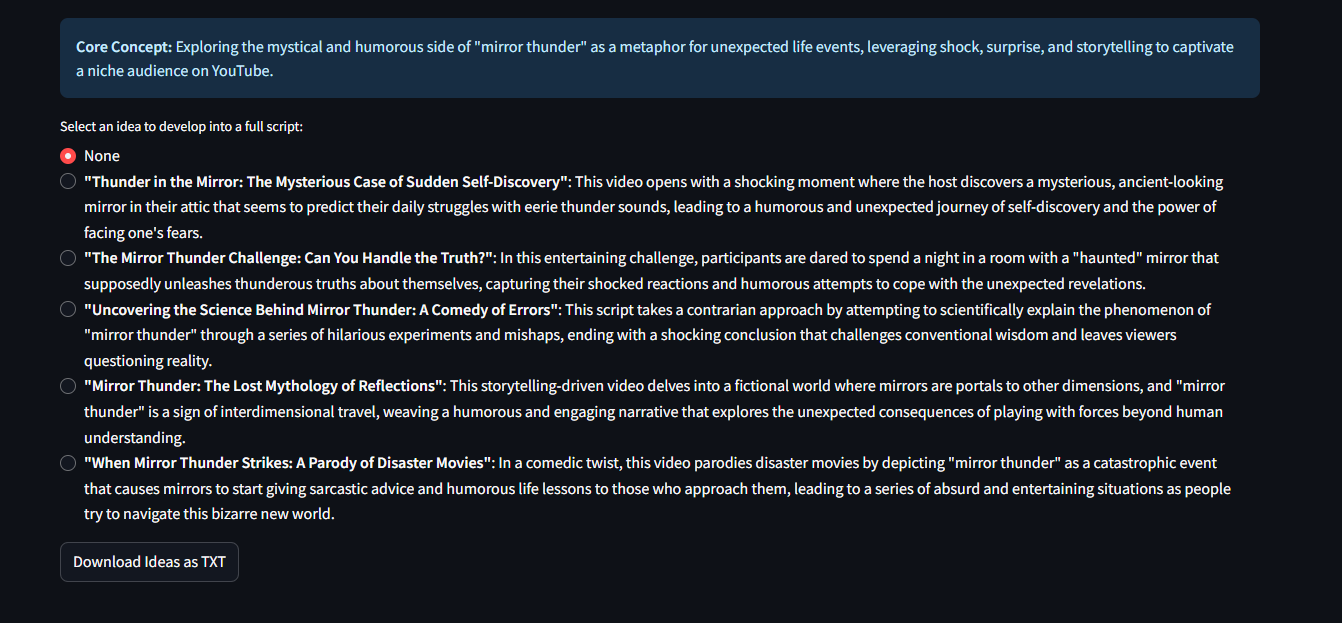 Core Concept: Exploring the mystical and humorous side of "mirror thunder" as a metaphor for unexpected life events, leveraging shock, surprise, and storytelling to captivate
a niche audience on YouTube.
Select an idea to develop into a full script:
None
"Thunder in the Mirror: The Mysterious Case of Sudden Self-Discovery": This video opens with a shocking moment where the host discovers a mysterious, ancient-looking
mirror in their attic that seems to predict their daily struggles with eerie thunder sounds, leading to a humorous and unexpected journey of self-discovery and the power of
facing one's fears.
"The Mirror Thunder Challenge: Can You Handle the Truth?": In this entertaining challenge, participants are dared to spend a night in a room with a "haunted" mirror that
supposedly unleashes thunderous truths about themselves, capturing their shocked reactions and humorous attempts to cope with the unexpected revelations.
"Uncovering the Science Behind Mirror Thunder: A Comedy of Errors": This script takes a contrarian approach by attempting to scientifically explain the phenomenon of
"mirror thunder" through a series of hilarious experiments and mishaps, ending with a shocking conclusion that challenges conventional wisdom and leaves viewers
questioning reality.
"Mirror Thunder: The Lost Mythology of Reflections": This storytelling-driven video delves into a fictional world where mirrors are portals to other dimensions, and "mirror
thunder" is a sign of interdimensional travel, weaving a humorous and engaging narrative that explores the unexpected consequences of playing with forces beyond human
understanding.
"When Mirror Thunder Strikes: A Parody of Disaster Movies": In a comedic twist, this video parodies disaster movies by depicting "mirror thunder" as a catastrophic event
that causes mirrors to start giving sarcastic advice and humorous life lessons to those who approach them, leading to a series of absurd and entertaining situations as people
try to navigate this bizarre new world.
Download Ideas as TXT